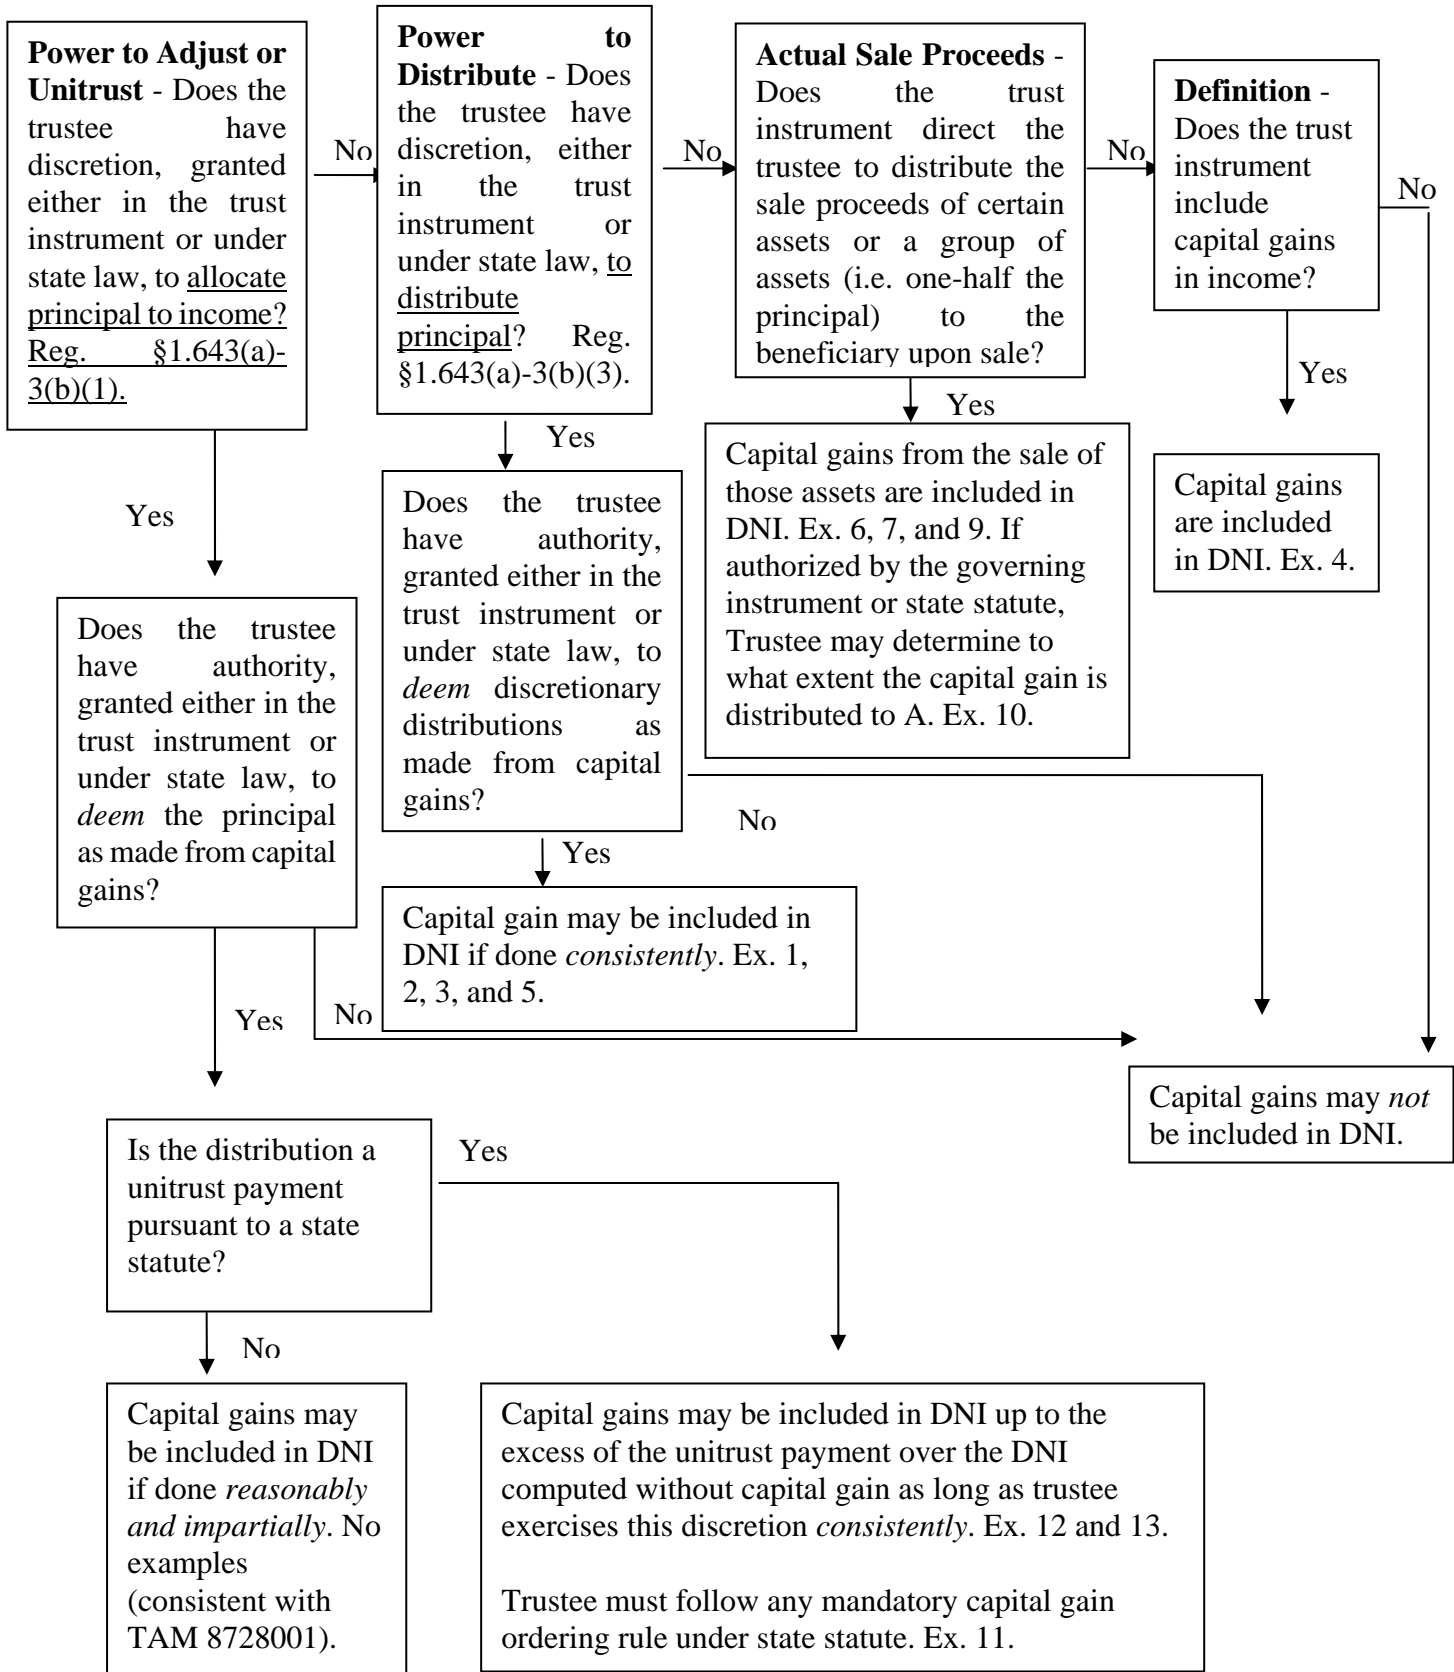 Power to Adjust or
Unitrust - Does the
trustee have
discretion, granted
either in the trust
instrument or under
state law, to allocate
principal to income?
Reg. §1.643(a)-
3(b)(1).
No
Power to
Distribute - Does
the trustee have
discretion, either
in the trust
instrument or
under state law, to
distribute
principal? Reg.
§1.643(a)-3(b)(3).
No
Actual Sale Proceeds -
Does the trust
instrument direct the
trustee to distribute the
sale proceeds of certain
assets or a group of
assets (i.e. one-half the
principal) to the
beneficiary upon sale?
No
Definition -
Does the trust
instrument
include
capital gains
in income?
No
Yes
Yes
Yes
Yes
Does the trustee
have authority,
granted either in the
trust instrument or
under state law, to
deem the principal
as made from capital
gains?
Does the trustee
have authority,
granted either in the
trust instrument or
under state law, to
deem discretionary
distributions as
made from capital
gains?
Capital gains from the sale of
those assets are included in
DNI. Ex. 6, 7, and 9. If
authorized by the governing
instrument or state statute,
Trustee may determine to
what extent the capital gain is
distributed to A. Ex. 10.
Capital gains
are included
in DNI. Ex. 4.
No
Yes
Capital gain may be included in
DNI if done consistently. Ex. 1,
2, 3, and 5.
Yes
No
Capital gains may not
be included in DNI.
Is the distribution a
unitrust payment
pursuant to a state
statute?
Yes
No
Capital gains may
be included in DNI
if done reasonably
and impartially. No
examples
(consistent with
TAM 8728001).
Capital gains may be included in DNI up to the
excess of the unitrust payment over the DNI
computed without capital gain as long as trustee
exercises this discretion consistently. Ex. 12 and 13.
Trustee must follow any mandatory capital gain
ordering rule under state statute. Ex. 11.